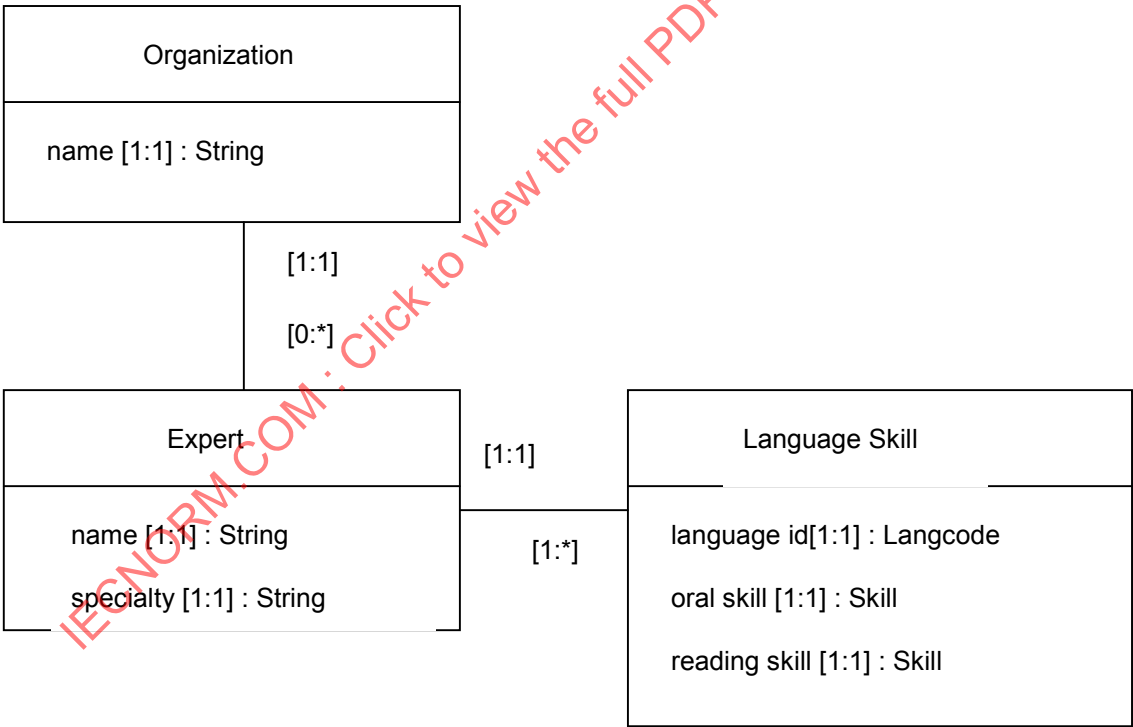 Organization
name [1:1] : String
[1:1]
[0:*]
Expert
name [1:1] : String
specialty [1:1] : String
[1:1]
[1:*]
Language Skill
language id[1:1] : Langcode
oral skill [1:1] : Skill
reading skill [1:1] : Skill
IECNORM.COM : Click to view the full PDF